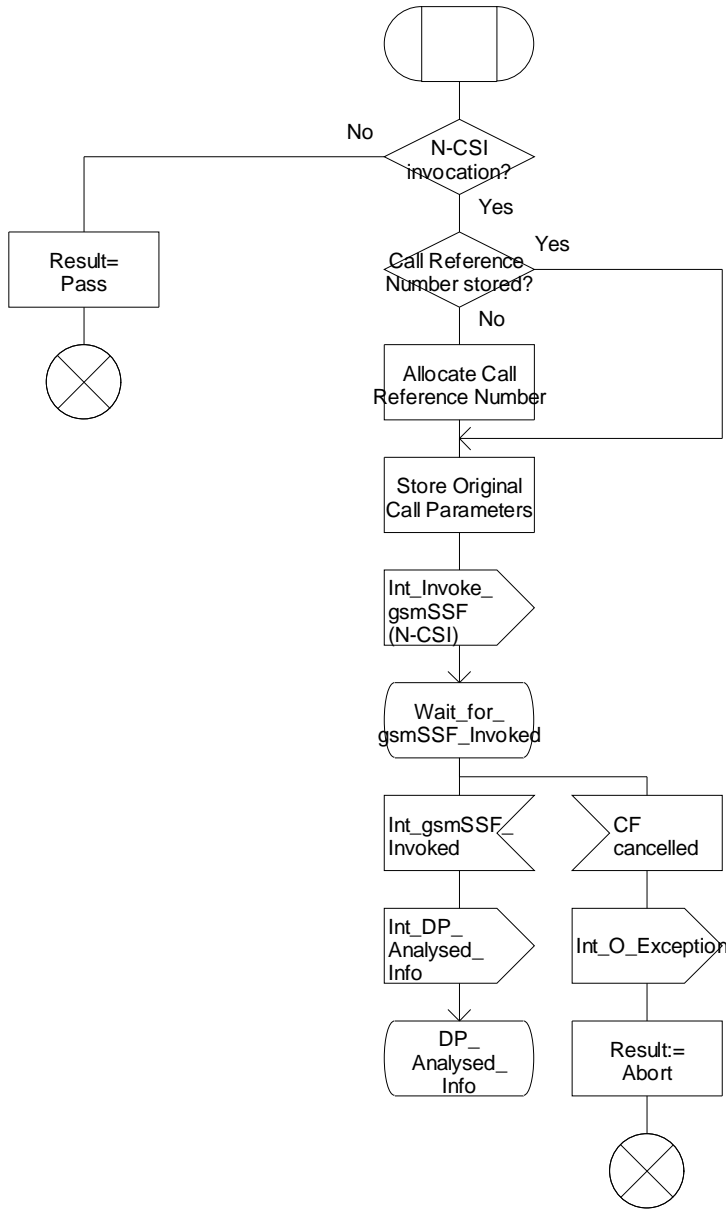 No
N-CSI
invocation?
Yes
Result=
Pass
Call Reference
Number stored?
Yes
No
Allocate Call
Reference Number
Store Original
Call Parameters
Int_Invoke_
gsmSSF
(N-CSI)
Wait_for_
gsmSSF_Invoked
Int_gsmSSF_
Invoked
CF
cancelled
Int_DP_
Analysed_
Info
Int_O_Exception
DP_
Analysed_
Info
Result:=
Abort